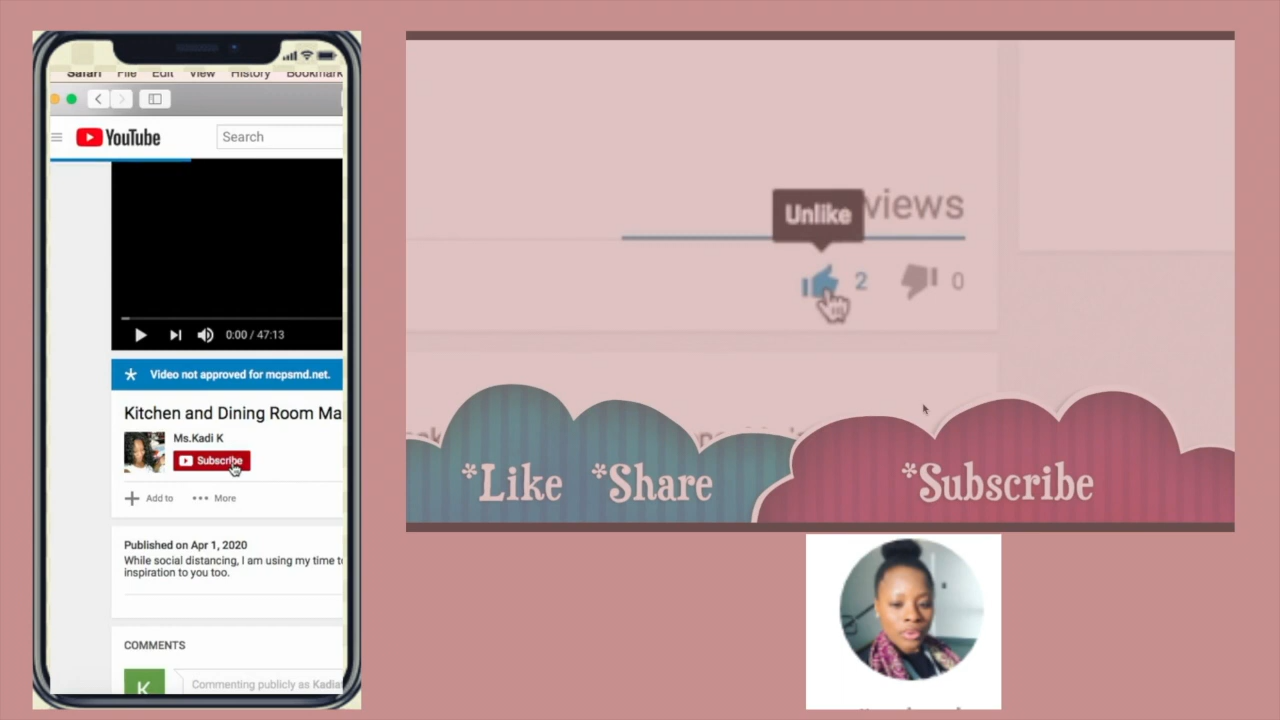 Safari File Edit View History Bookmark
YouTube
Search
0:00 / 47:13
Video not approved for mcpsmd.net.
Kitchen and Dining Room Ma
Ms.Kadi K
Subscribe
Add to
More
Published on Apr 1, 2020
While social distancing, I am using my time t
inspiration to you too.
COMMENTS
K
Commenting publicly as Kadia
views
Unlike
2
0
*Like *Share
*Subscribe